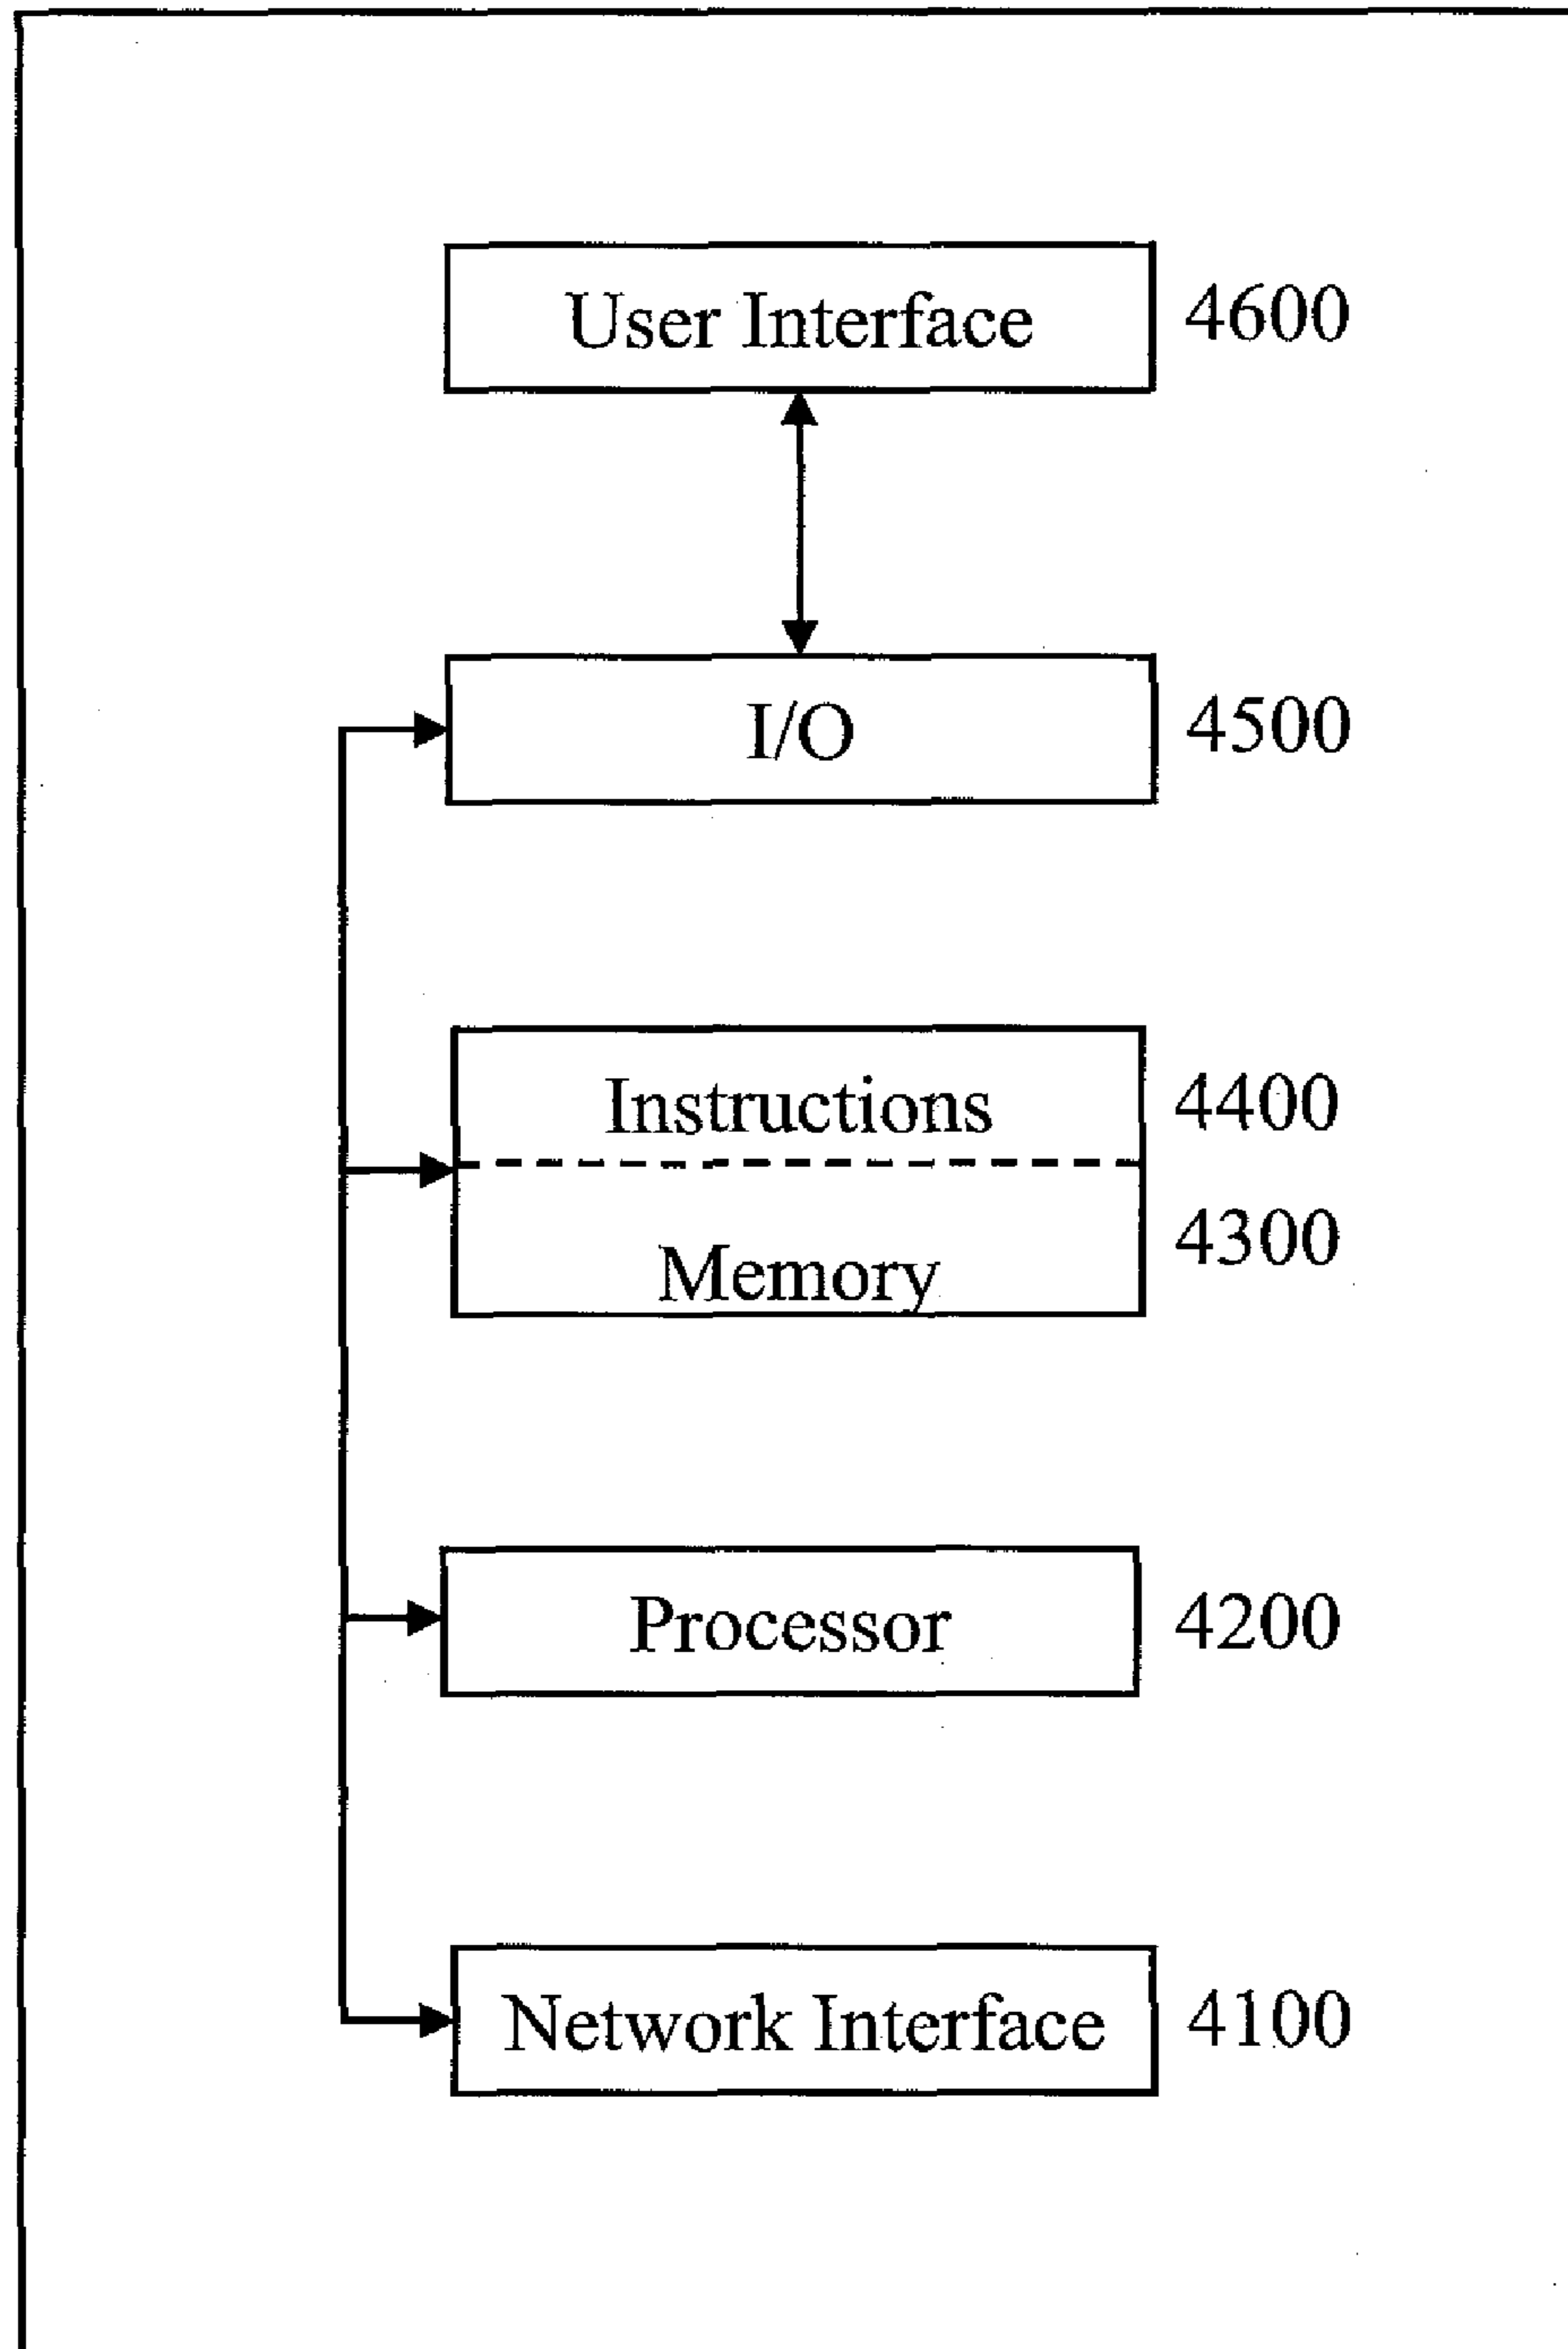 User Interface 4600
I/O 4500
Instructions 4400
4300
Memory
Processor 4200
Network Interface 4100